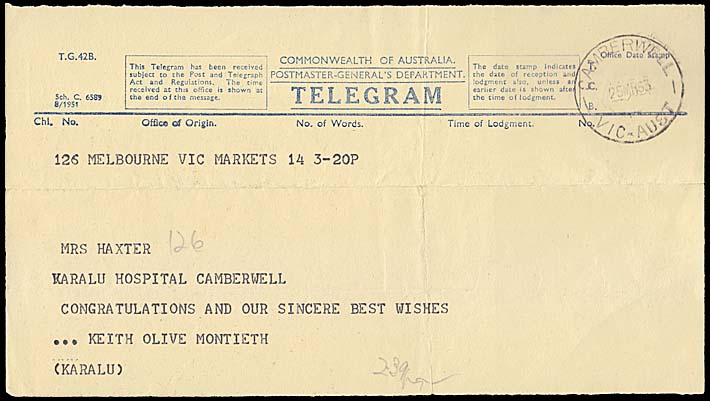 T.G.42B.
Sch. C. 6589
8/1951
This Telegram has been received
subject to the Post and Telegraph
Act and Regulations. The time
received at this office is shown at
the end of the message.
COMMONWEALTH OF AUSTRALIA.
POSTMASTER-GENERAL'S DEPARTMENT.
TELEGRAM
The date stamp indicates
the date of reception and
lodgment also, unless an
earlier date is shown after
the time of lodgment.
Office Date Stamp
CAMBERWELL
VIC-AUST
Chl. No. Office of Origin. No. of Words. Time of Lodgment. No.
126 MELBOURNE VIC MARKETS 14 3-20P
MRS HAXTER 126
KARALU HOSPITAL CAMBERWELL
CONGRATULATIONS AND OUR SINCERE BEST WISHES
... KEITH OLIVE MONTIETH
(KARALU)